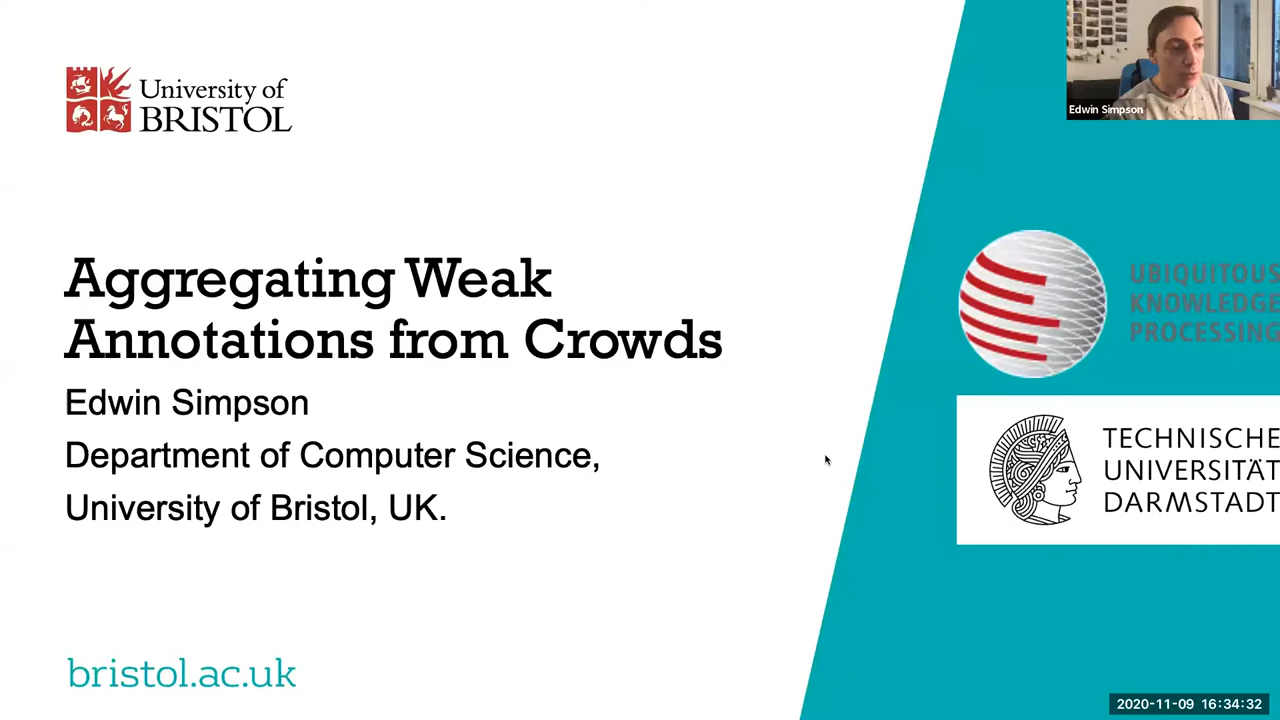 University of
BRISTOL
Edwin Simpson
Aggregating Weak
Annotations from Crowds
Edwin Simpson
Department of Computer Science,
University of Bristol, UK.
UBIQUITOUS
KNOWLEDGE
PROCESSING
TECHNISCHE
UNIVERSITÄT
DARMSTADT
bristol.ac.uk
2020-11-09 16:34:32